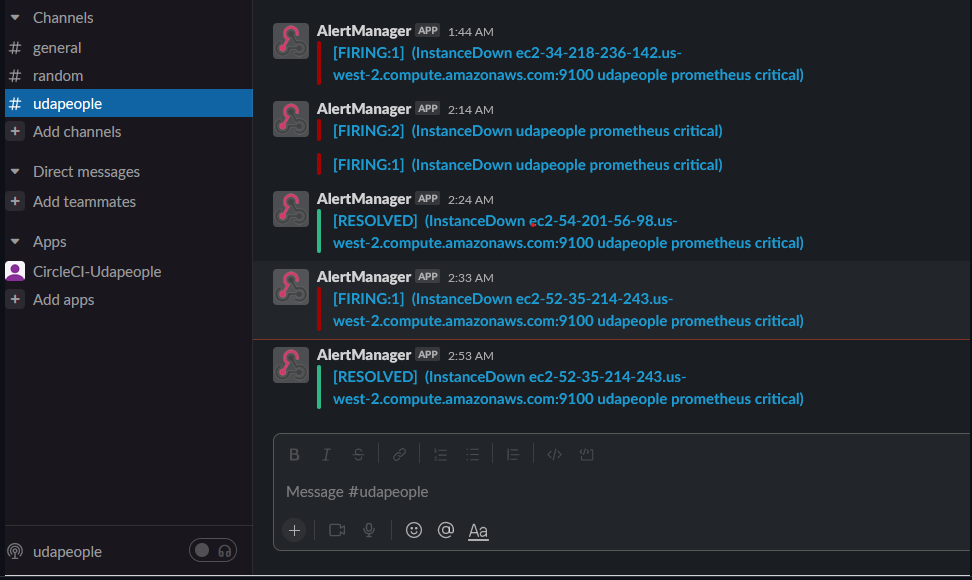 Channels
# general
# random
# udapeople
+ Add channels
Direct messages
+ Add teammates
Apps
CircleCI-Udapeople
+ Add apps
udapeople
AlertManager APP 1:44 AM
[FIRING:1] (InstanceDown ec2-34-218-236-142.us-
west-2.compute.amazonaws.com:9100 udapeople prometheus critical)
AlertManager APP 2:14 AM
[FIRING:2] (InstanceDown udapeople prometheus critical)
[FIRING:1] (InstanceDown udapeople prometheus critical)
AlertManager APP 2:24 AM
[RESOLVED] (InstanceDown ec2-54-201-56-98.us-
west-2.compute.amazonaws.com:9100 udapeople prometheus critical)
AlertManager APP 2:33 AM
[FIRING:1] (InstanceDown ec2-52-35-214-243.us-
west-2.compute.amazonaws.com:9100 udapeople prometheus critical)
AlertManager APP 2:53 AM
[RESOLVED] (InstanceDown ec2-52-35-214-243.us-
west-2.compute.amazonaws.com:9100 udapeople prometheus critical)
B I S
Message #udapeople
+ @ Aa